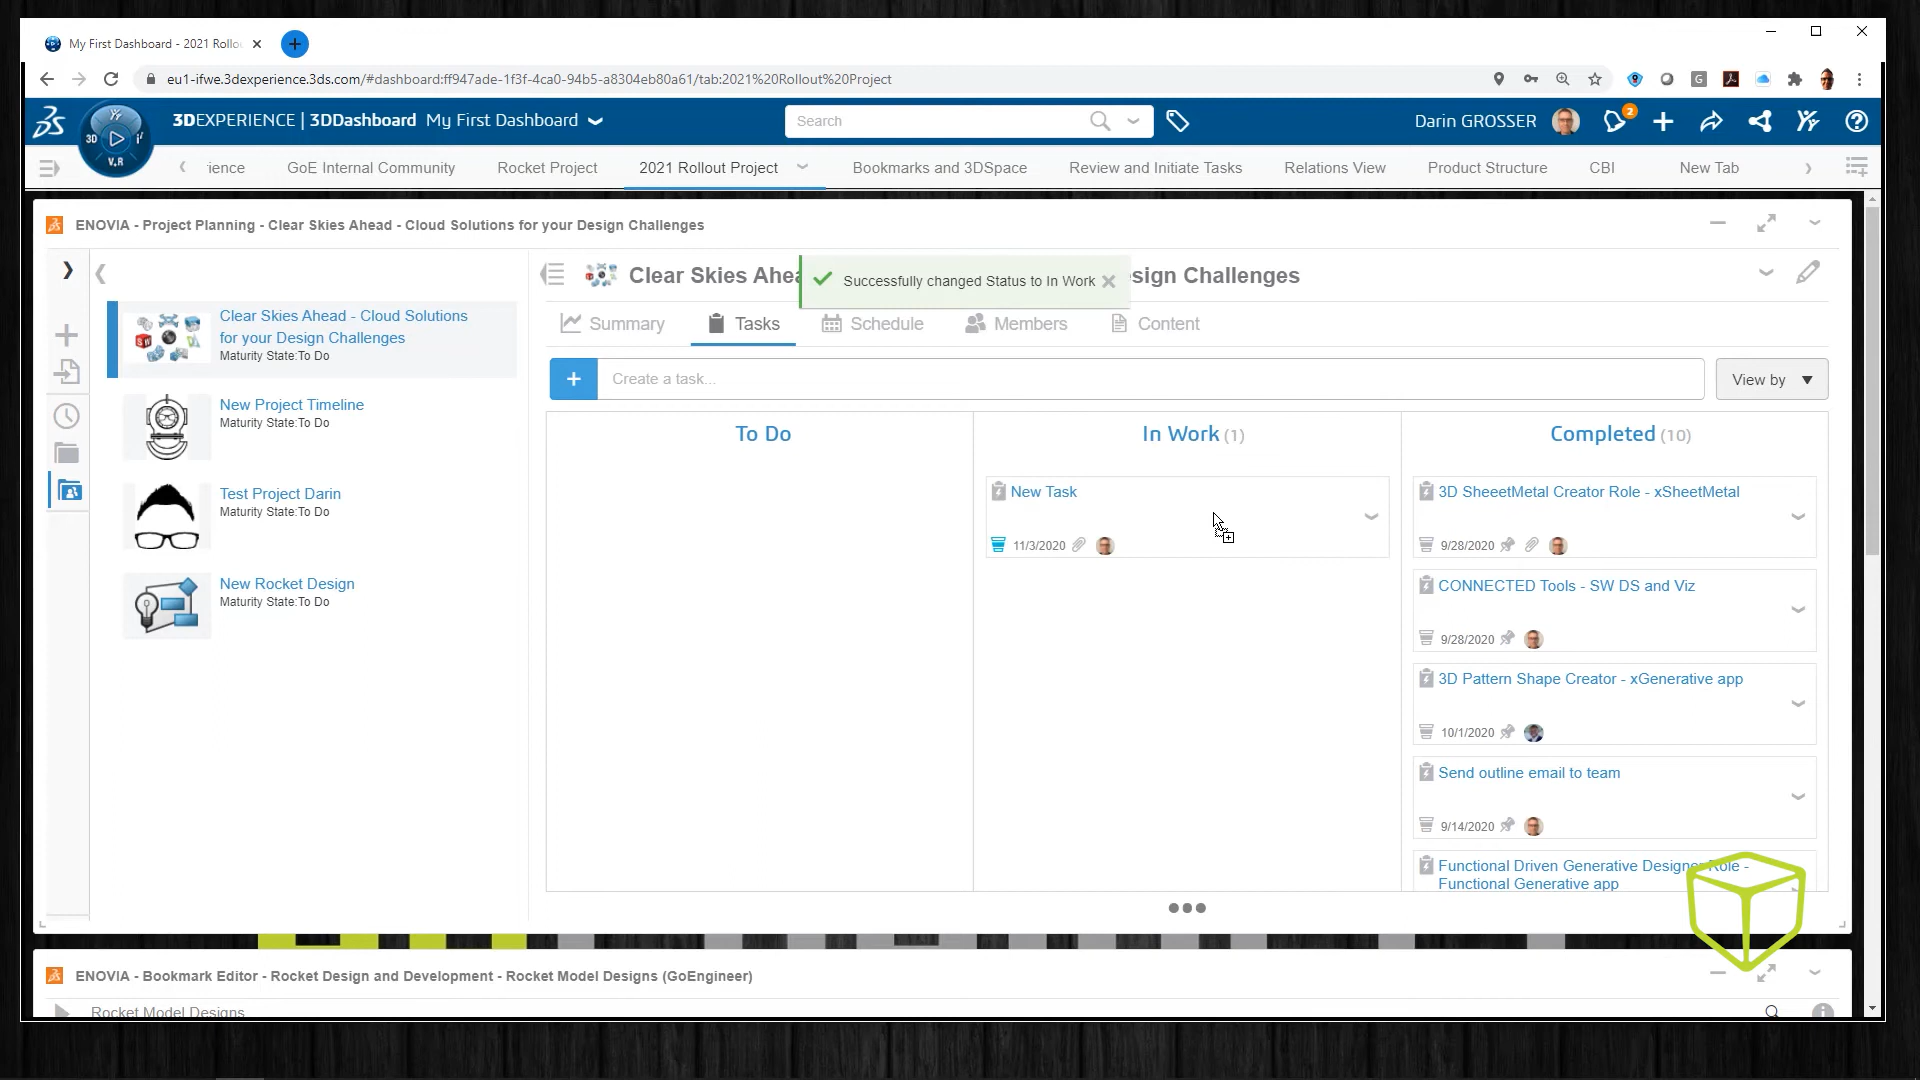 My First Dashboard - 2021 Rollo
eu1-ifwe.3dexperience.3ds.com/#dashboard:ff947ade-1f3f-4ca0-94b5-a8304eb80a61/tab:2021%20Rollout%20Project
3DEXPERIENCE | 3DDashboard My First Dashboard
Search
Darin GROSSER
2
3D
V.R
ience
GoE Internal Community
Rocket Project
2021 Rollout Project
Bookmarks and 3DSpace
Review and Initiate Tasks
Relations View
Product Structure
CBI
New Tab
ENOVIA - Project Planning - Clear Skies Ahead - Cloud Solutions for your Design Challenges
Clear Skies Ahea
sign Challenges
Successfully changed Status to In Work
Clear Skies Ahead - Cloud Solutions
for your Design Challenges
Maturity State:To Do
New Project Timeline
Maturity State:To Do
Test Project Darin
Maturity State:To Do
New Rocket Design
Maturity State:To Do
Summary
Tasks
Schedule
Members
Content
Create a task...
View by
To Do
In Work (1)
Completed (10)
New Task
11/3/2020
3D SheeetMetal Creator Role - xSheetMetal
9/28/2020
CONNECTED Tools - SW DS and Viz
9/28/2020
3D Pattern Shape Creator - xGenerative app
10/1/2020
Send outline email to team
9/14/2020
Functional Driven Generative Designer Role -
Functional Generative app
ENOVIA - Bookmark Editor - Rocket Design and Development - Rocket Model Designs (GoEngineer)
Rocket Model Designs